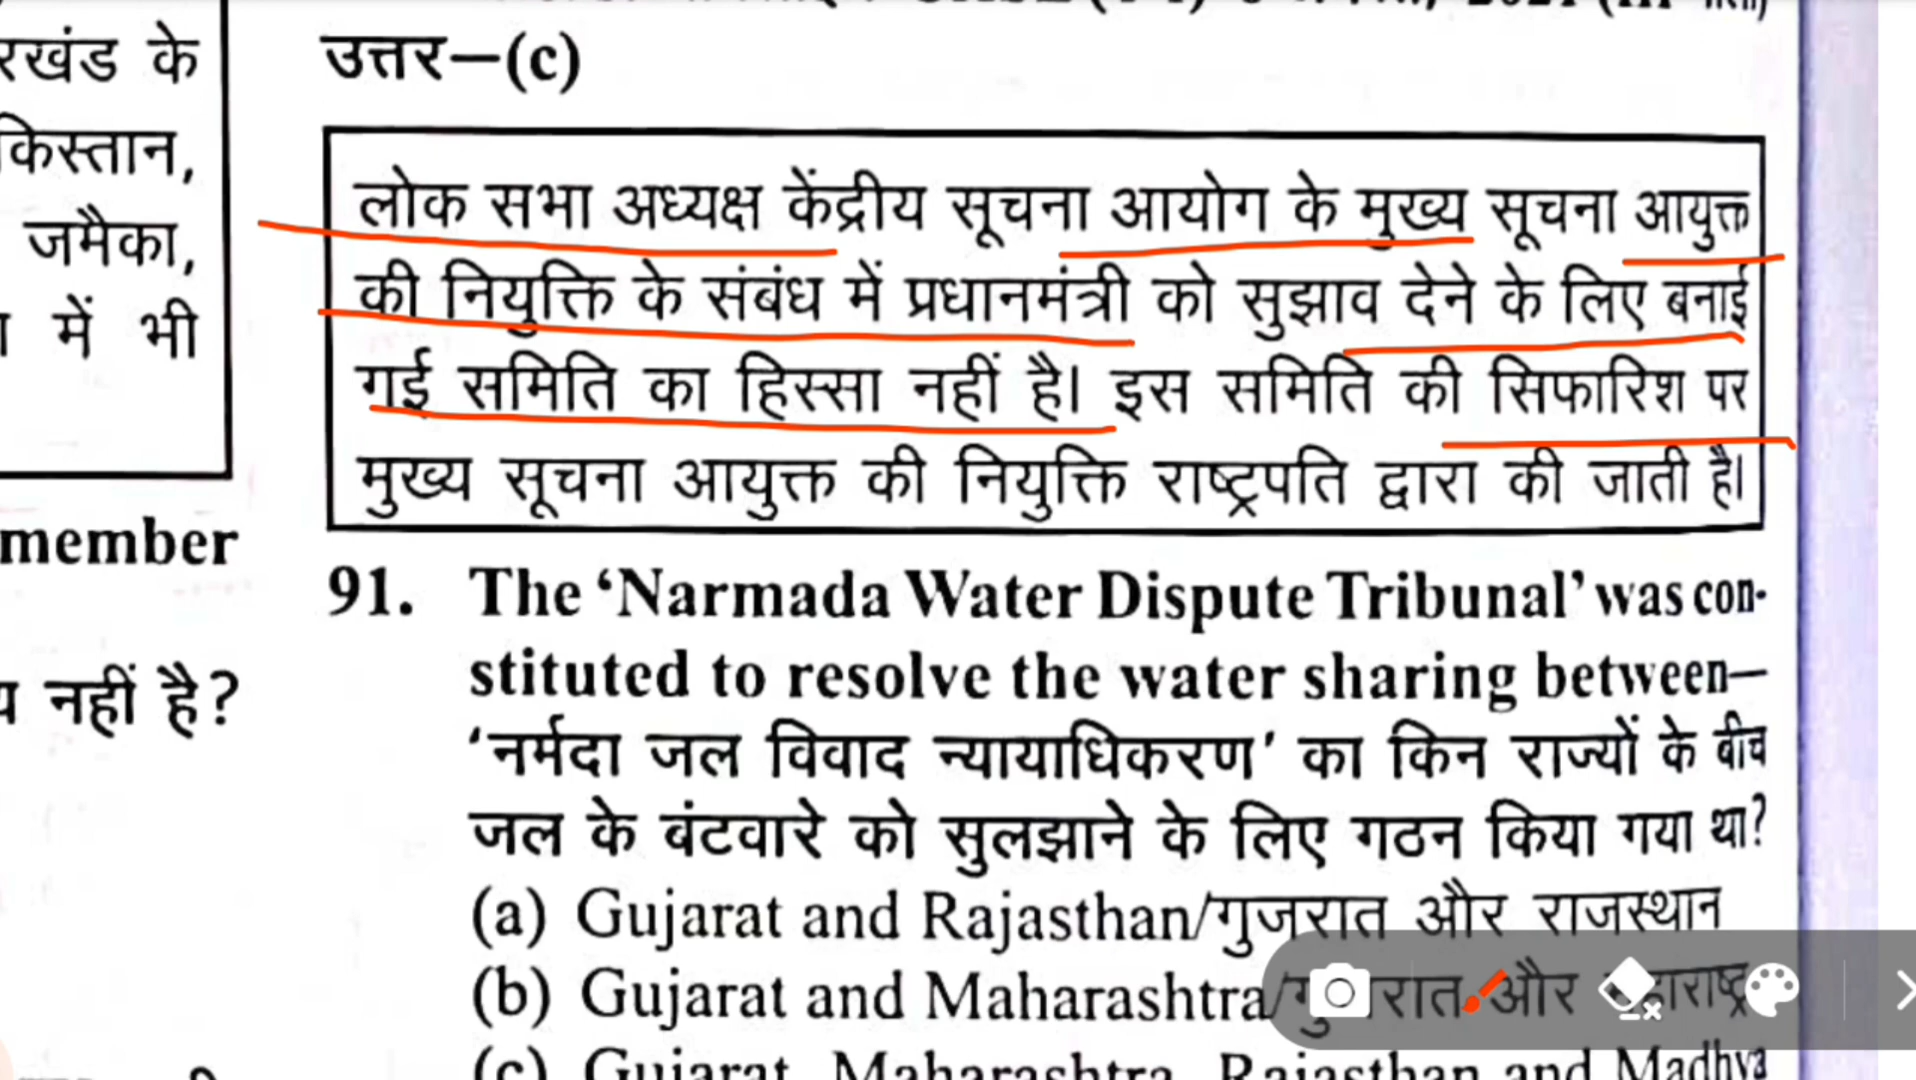 रखंड के
किस्तान,
जमैका,
में भी
member
नहीं है?
उत्तर–(c)
लोक सभा अध्यक्ष केंद्रीय सूचना आयोग के मुख्य सूचना आयुक्त
की नियुक्ति के संबंध में प्रधानमंत्री को सुझाव देने के लिए बनाई
गई समिति का हिस्सा नहीं है। इस समिति की सिफारिश पर
मुख्य सूचना आयुक्त की नियुक्ति राष्ट्रपति द्वारा की जाती है।
91. The ‘Narmada Water Dispute Tribunal’ was con-
stituted to resolve the water sharing between–
‘नर्मदा जल विवाद न्यायाधिकरण’ का किन राज्यों के बीच
जल के बंटवारे को सुलझाने के लिए गठन किया गया था?
(a) Gujarat and Rajasthan/गुजरात और राजस्थान
(b) Gujarat and Maharashtra/ और
(c) Gujarat, Maharashtra, Rajasthan and Madhya